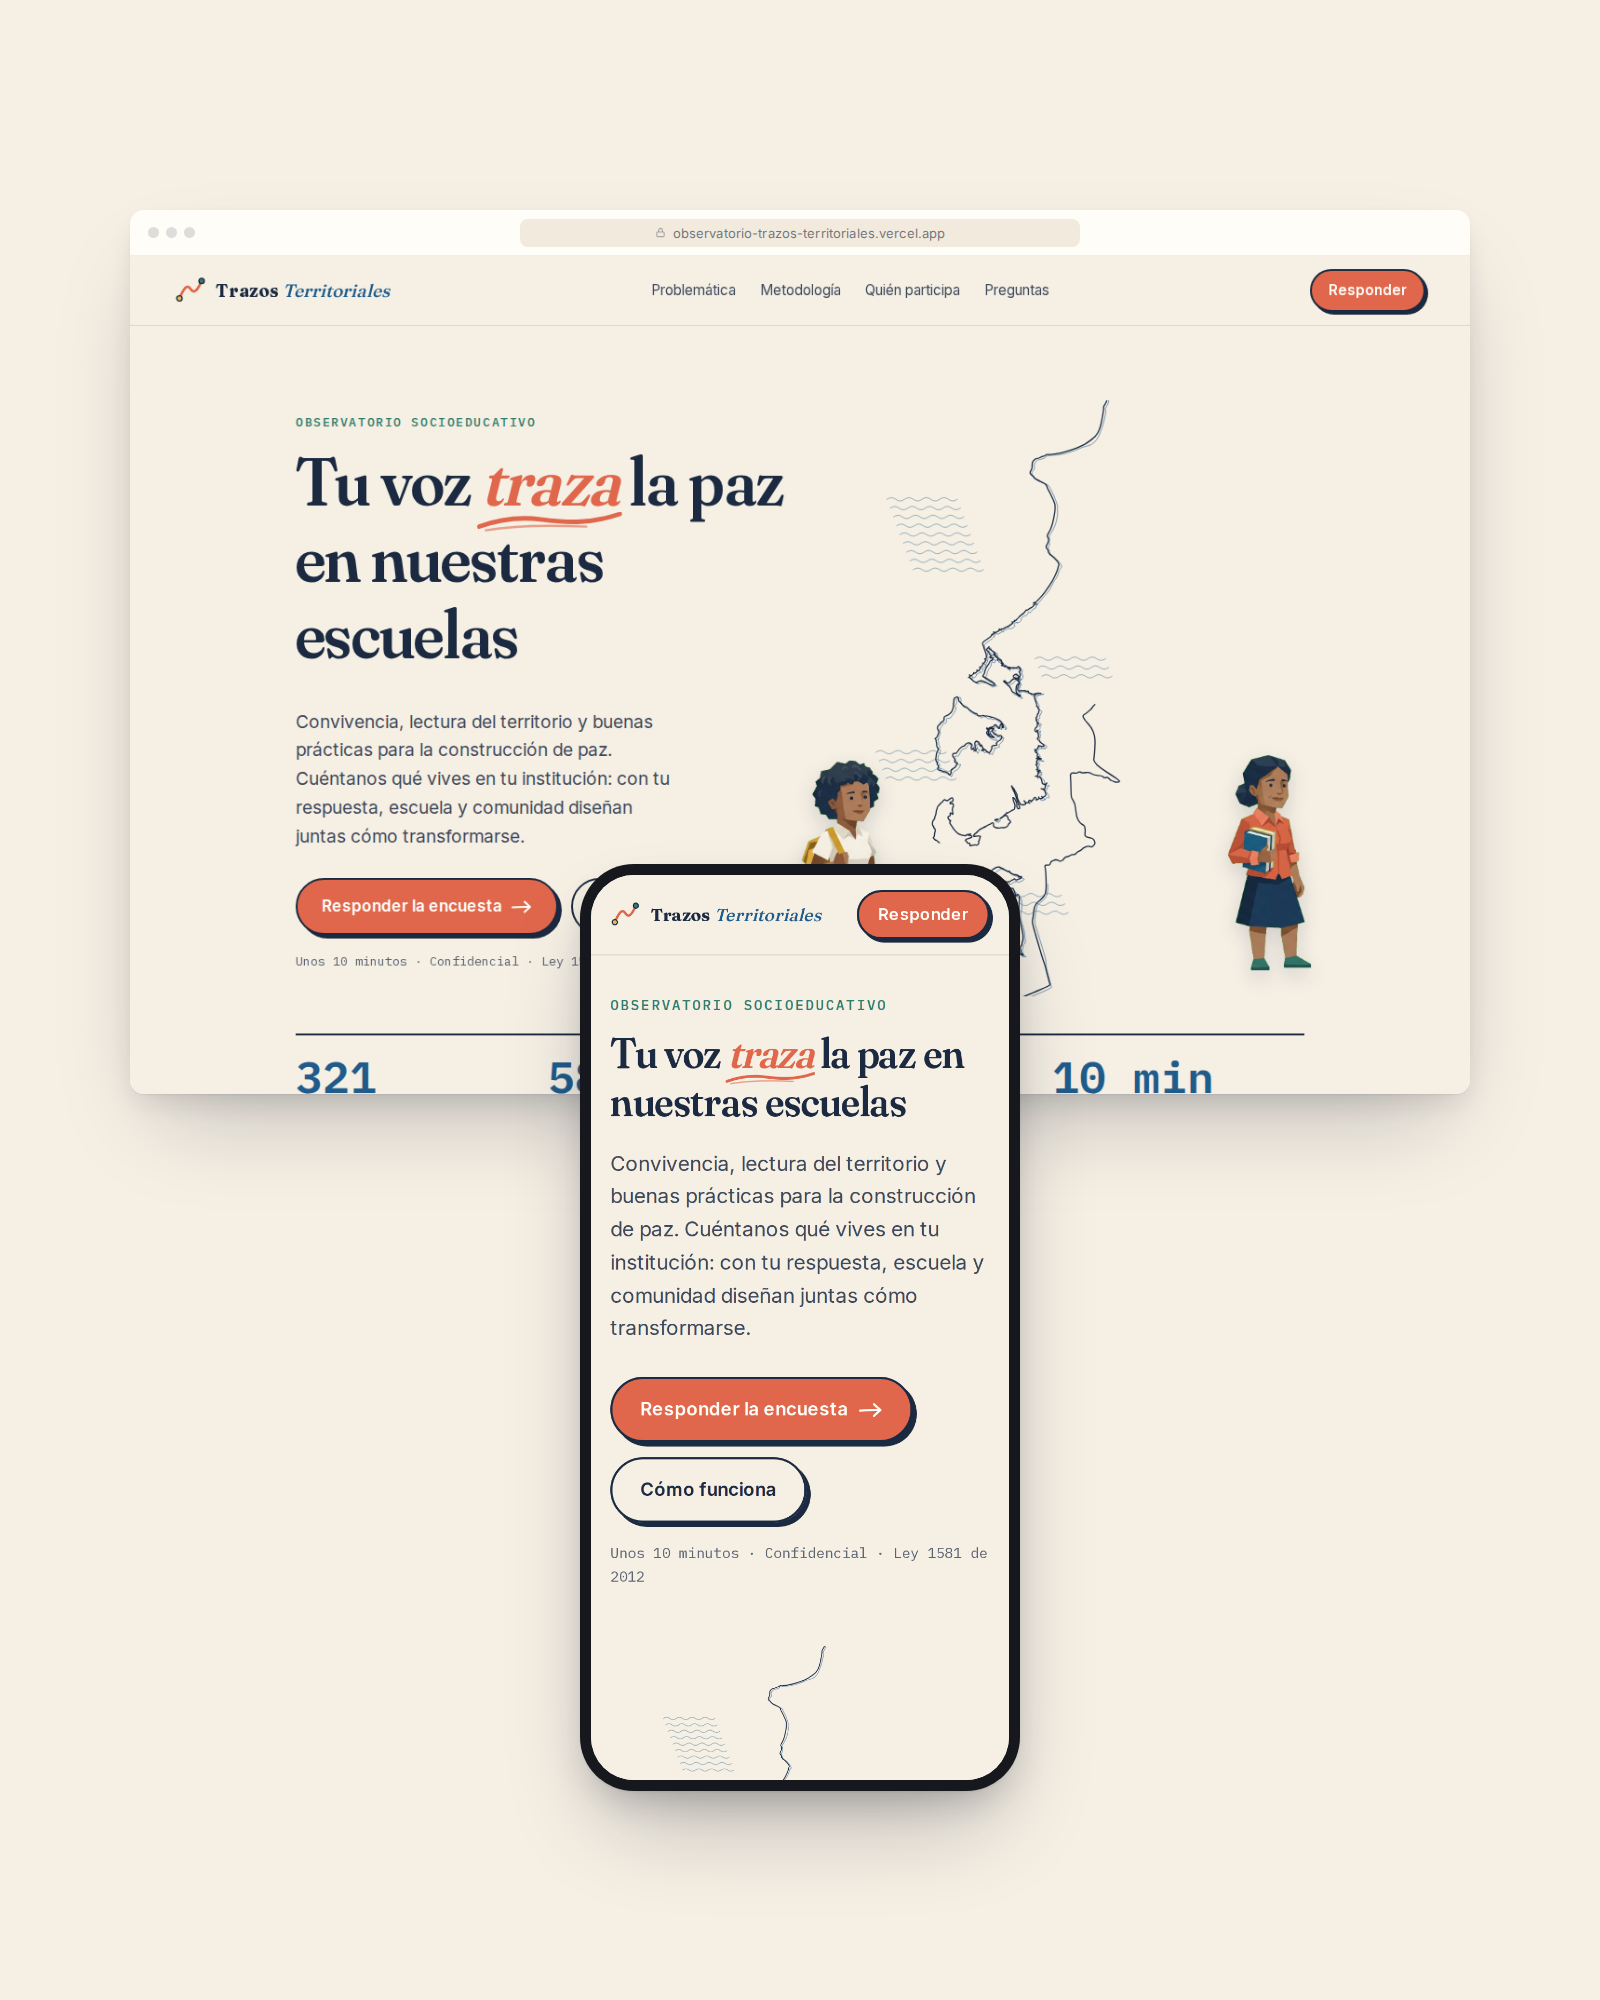 observatorio-trazos-territoriales.vercel.app
Trazos Territoriales
Problemática Metodología Quién participa Preguntas
Responder
OBSERVATORIO SOCIOEDUCATIVO
Tu voz traza la paz
en nuestras
escuelas
Convivencia, lectura del territorio y buenas
prácticas para la construcción de paz.
Cuéntanos qué vives en tu institución: con tu
respuesta, escuela y comunidad diseñan
juntas cómo transformarse.
Responder la encuesta →
Unos 10 minutos · Confidencial · Ley
321
10 min
Trazos Territoriales
Responder
OBSERVATORIO SOCIOEDUCATIVO
Tu voz traza la paz en
nuestras escuelas
Convivencia, lectura del territorio y
buenas prácticas para la construcción
de paz. Cuéntanos qué vives en tu
institución: con tu respuesta, escuela y
comunidad diseñan juntas cómo
transformarse.
Responder la encuesta →
Cómo funciona
Unos 10 minutos · Confidencial · Ley 1581 de
2012